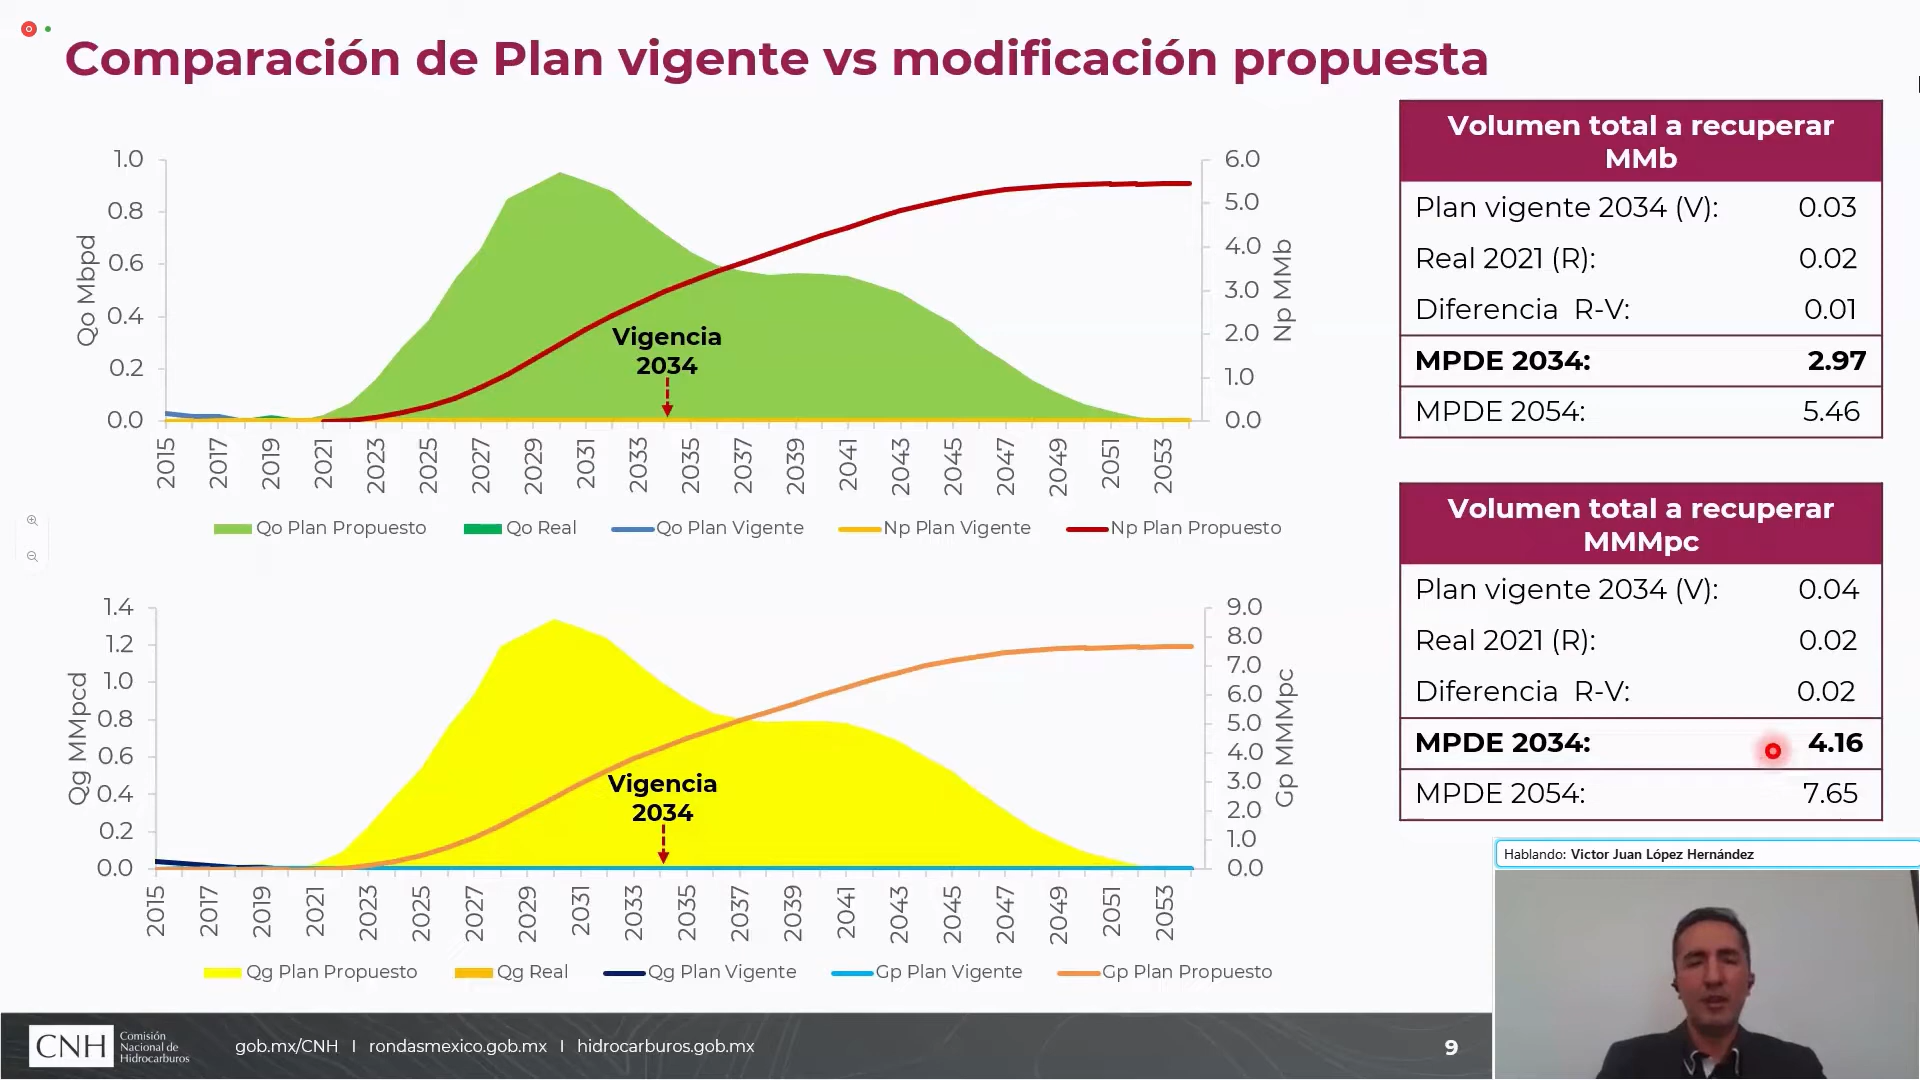 Comparación de Plan vigente vs modificación propuesta
1.0
0.8
0.6
0.4
0.2
0.0
Qo Mbpd
6.0
5.0
4.0
3.0
2.0
1.0
0.0
Np MMb
Vigencia
2034
2015 2017 2019 2021 2023 2025 2027 2029 2031 2033 2035 2037 2039 2041 2043 2045 2047 2049 2051 2053
Qo Plan Propuesto Qo Real Qo Plan Vigente Np Plan Vigente Np Plan Propuesto
Volumen total a recuperar
MMb
Plan vigente 2034 (V): 0.03
Real 2021 (R): 0.02
Diferencia R-V: 0.01
MPDE 2034: 2.97
MPDE 2054: 5.46
1.4
1.2
1.0
0.8
0.6
0.4
0.2
0.0
Qg MMpcd
9.0
8.0
7.0
6.0
5.0
4.0
3.0
2.0
1.0
0.0
Gp MMMpc
Vigencia
2034
2015 2017 2019 2021 2023 2025 2027 2029 2031 2033 2035 2037 2039 2041 2043 2045 2047 2049 2051 2053
Qg Plan Propuesto Qg Real Qg Plan Vigente Gp Plan Vigente Gp Plan Propuesto
Volumen total a recuperar
MMMpc
Plan vigente 2034 (V): 0.04
Real 2021 (R): 0.02
Diferencia R-V: 0.02
MPDE 2034: 4.16
MPDE 2054: 7.65
Hablando: Victor Juan López Hernández
CNH
Comisión
Nacional de
Hidrocarburos
gob.mx/CNH I rondasmexico.gob.mx I hidrocarburos.gob.mx
9